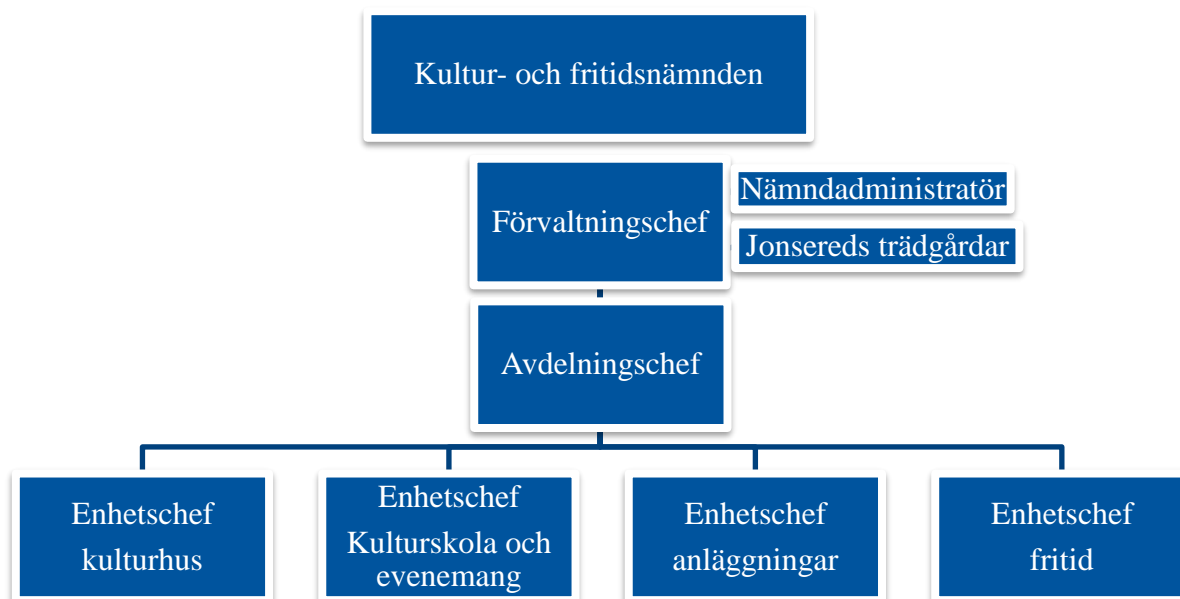 Kultur- och fritidsnämnden
Förvaltningschef
Nämndadministratör
Jonsereds trädgårdar
Avdelningschef
Enhetschef
kulturhus
Enhetschef
Kulturskola och
evenemang
Enhetschef
anläggningar
Enhetschef
fritid